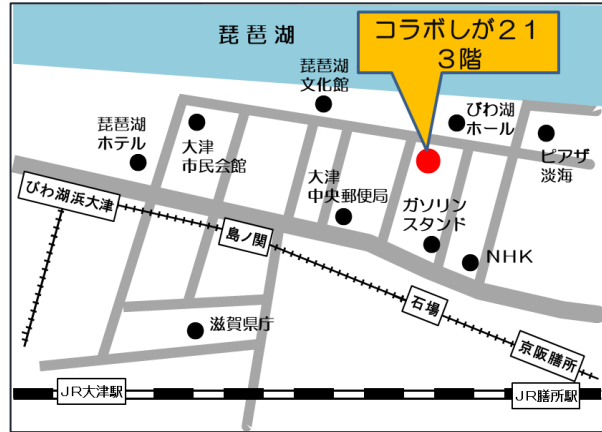 琵琶湖
コラボしが２１
３階
琵琶湖
文化館
びわ湖
ホール
琵琶湖
ホテル
大津
市民会館
ピアザ
淡海
大津
中央郵便局
ガソリン
スタンド
びわ湖浜大津
島ノ関
NHK
石場
滋賀県庁
京阪膳所
JR大津駅
JR膳所駅